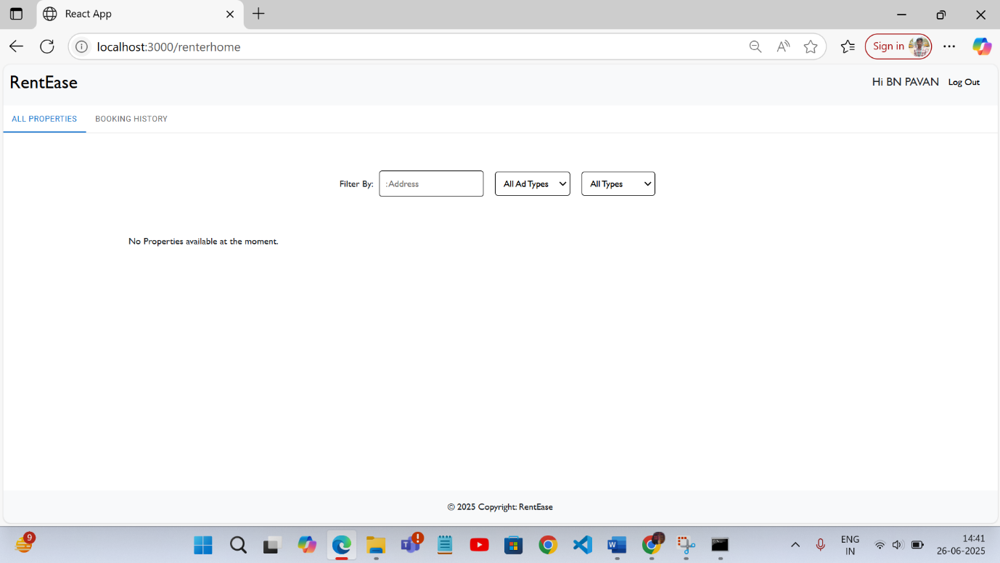 React App
localhost:3000/renterhome
Sign in
RentEase
Hi BN PAVAN Log Out
ALL PROPERTIES BOOKING HISTORY
Filter By: :Address All Ad Types All Types
No Properties available at the moment.
© 2025 Copyright: RentEase
9
ENG
IN
14:41
26-06-2025